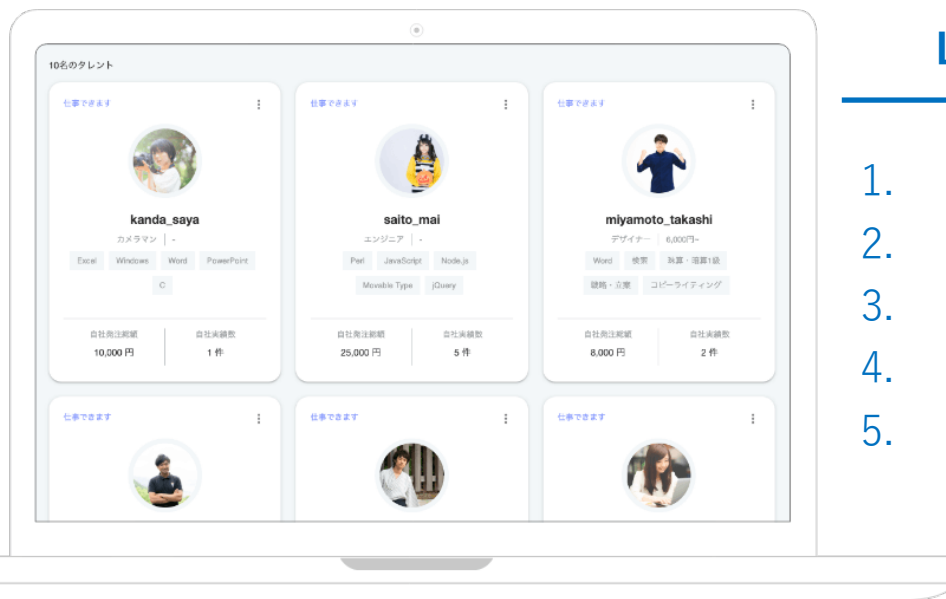 10名のタレント
仕事できます
kanda_saya
カメラマン | -
Excel Windows Word PowerPoint
C
自社発注総額 自社実績数
10,000 円 1 件
仕事できます
saito_mai
エンジニア | -
Perl JavaScript Node.js
Movable Type jQuery
自社発注総額 自社実績数
25,000 円 5 件
仕事できます
miyamoto_takashi
デザイナー | 6,000円~
Word 検索 珠算・暗算1級
戦略・立案 コピーライティング
自社発注総額 自社実績数
8,000 円 2 件
仕事できます
仕事できます
仕事できます
1.
2.
3.
4.
5.